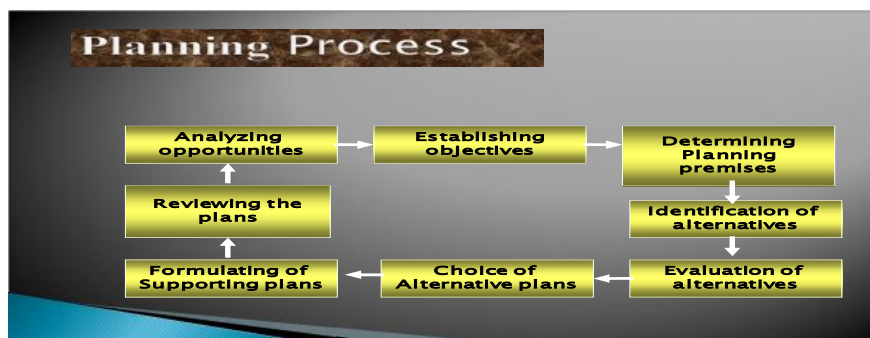 Planning Process
Analyzing
opportunities
Establishing
objectives
Determining
Planning
premises
Identification of
alternatives
Evaluation of
alternatives
Choice of
Alternative plans
Formulating of
Supporting plans
Reviewing the
plans